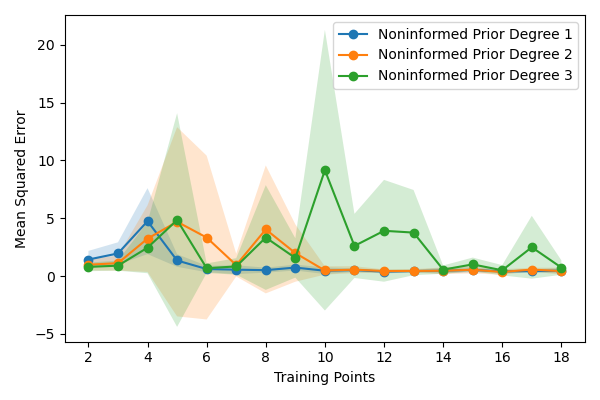 Noninformed Prior Degree 1
Noninformed Prior Degree 2
Noninformed Prior Degree 3
Mean Squared Error
20
15
10
5
0
−5
2 4 6 8 10 12 14 16 18
Training Points